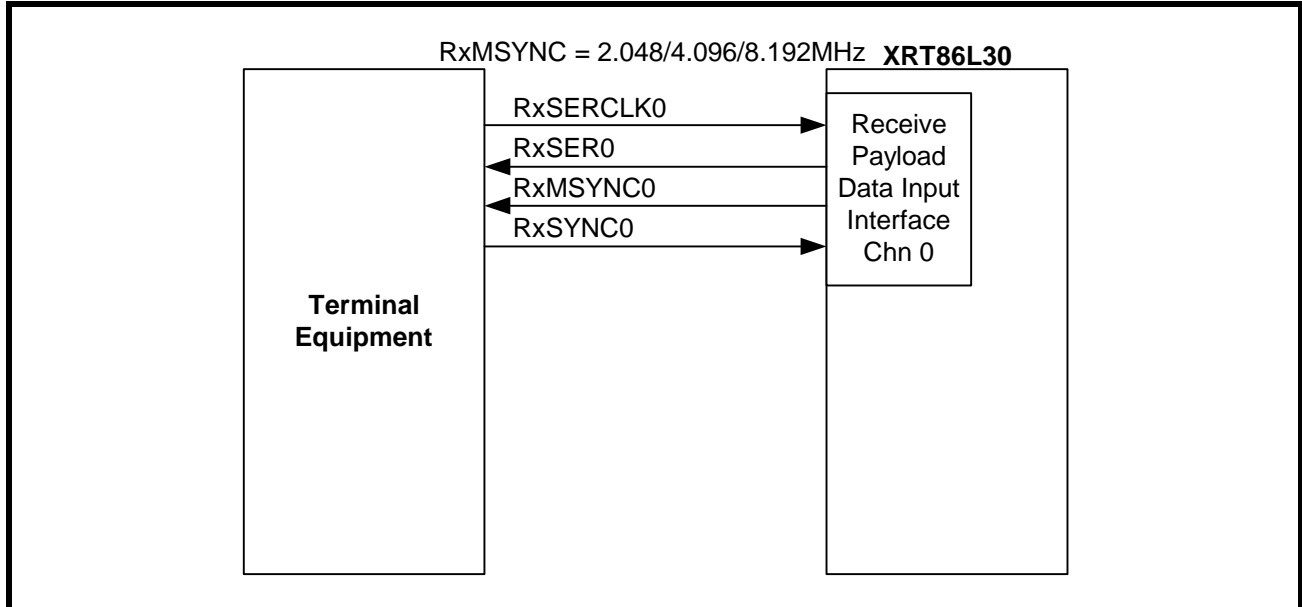 RxMSYNC = 2.048/4.096/8.192MHz XRT86L30
RxSERCLK0
RxSER0
RxMSYNC0
RxSYNC0
Receive
Payload
Data Input
Interface
Chn 0
Terminal
Equipment